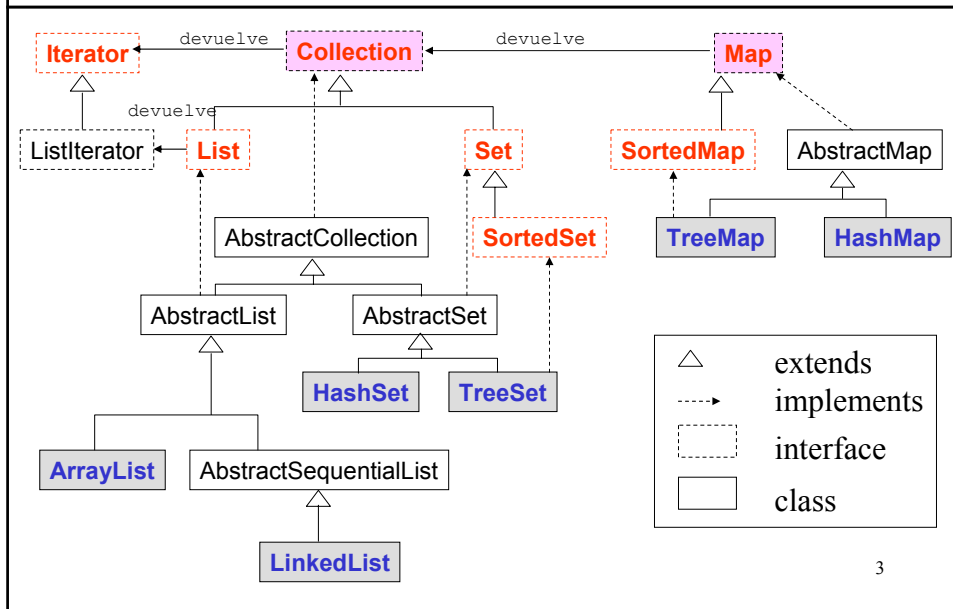 devuelve
devuelve
Iterator
Collection
Map
devuelve
ListIterator
List
Set
SortedMap
AbstractMap
AbstractCollection
SortedSet
TreeMap
HashMap
AbstractList
AbstractSet
HashSet
TreeSet
extends
implements
interface
class
ArrayList
AbstractSequentialList
LinkedList
3